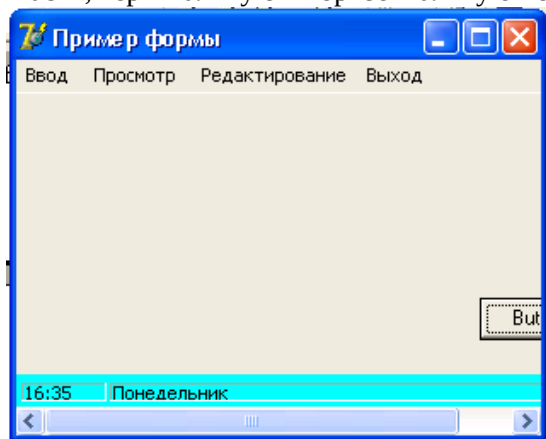 Пример формы
Ввод Просмотр Редактирование Выход
But
16:35 Понедельник